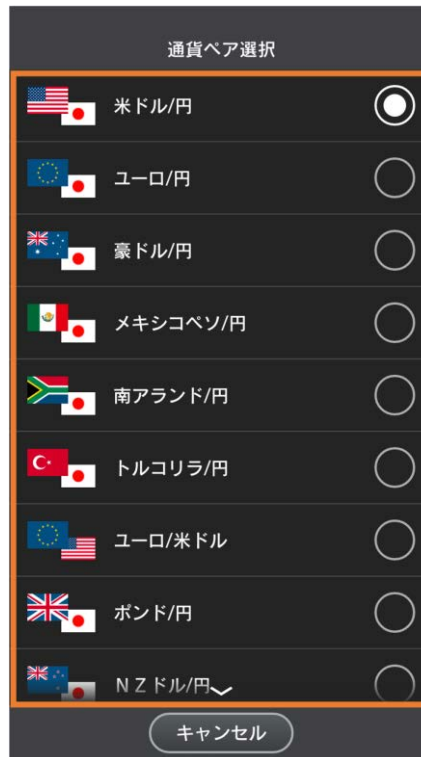 通貨ペア選択
米ドル/円
ユーロ/円
豪ドル/円
メキシコペソ/円
南アランド/円
トルコリラ/円
ユーロ/米ドル
ポンド/円
NZドル/円
キャンセル